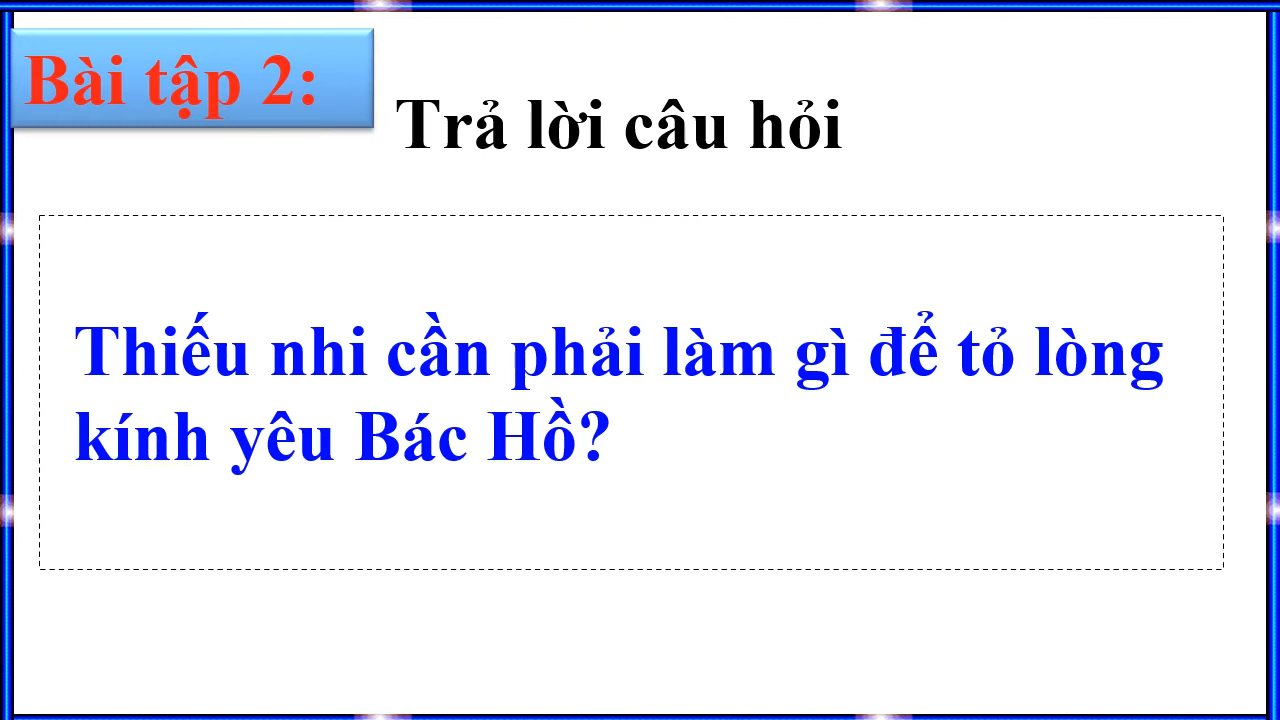 Bài tập 2:
Trả lời câu hỏi
Thiếu nhi cần phải làm gì để tỏ lòng
kính yêu Bác Hồ?